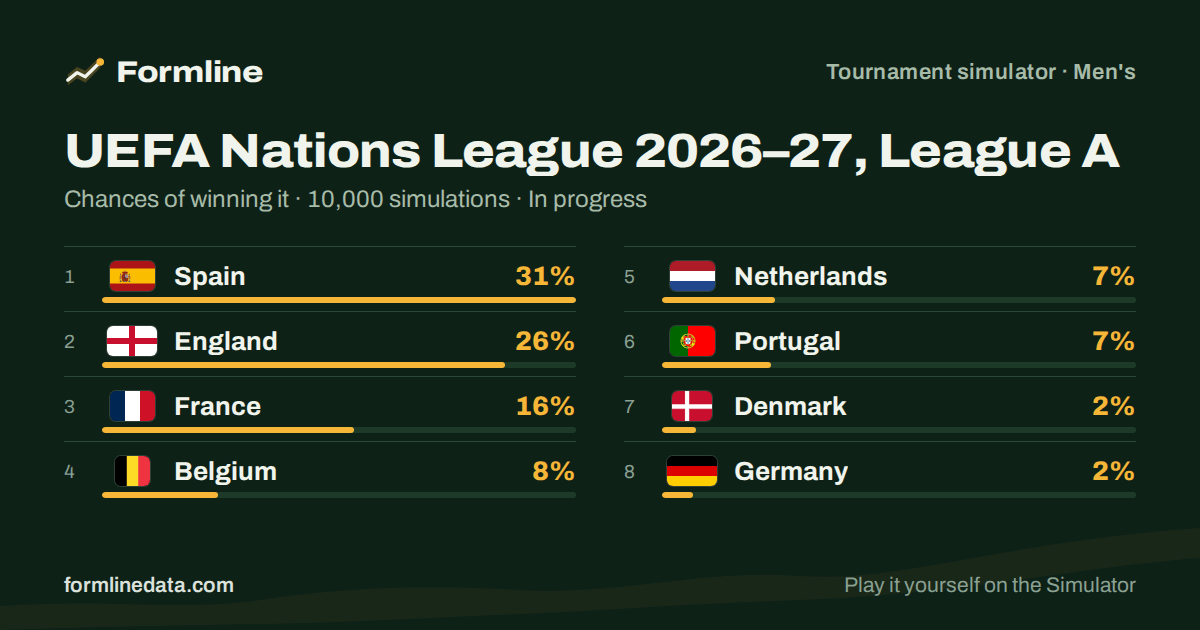 Formline
Tournament simulator · Men's
UEFA Nations League 2026–27, League A
Chances of winning it · 10,000 simulations · In progress
1 Spain 31%
2 England 26%
3 France 16%
4 Belgium 8%
5 Netherlands 7%
6 Portugal 7%
7 Denmark 2%
8 Germany 2%
formlinedata.com
Play it yourself on the Simulator